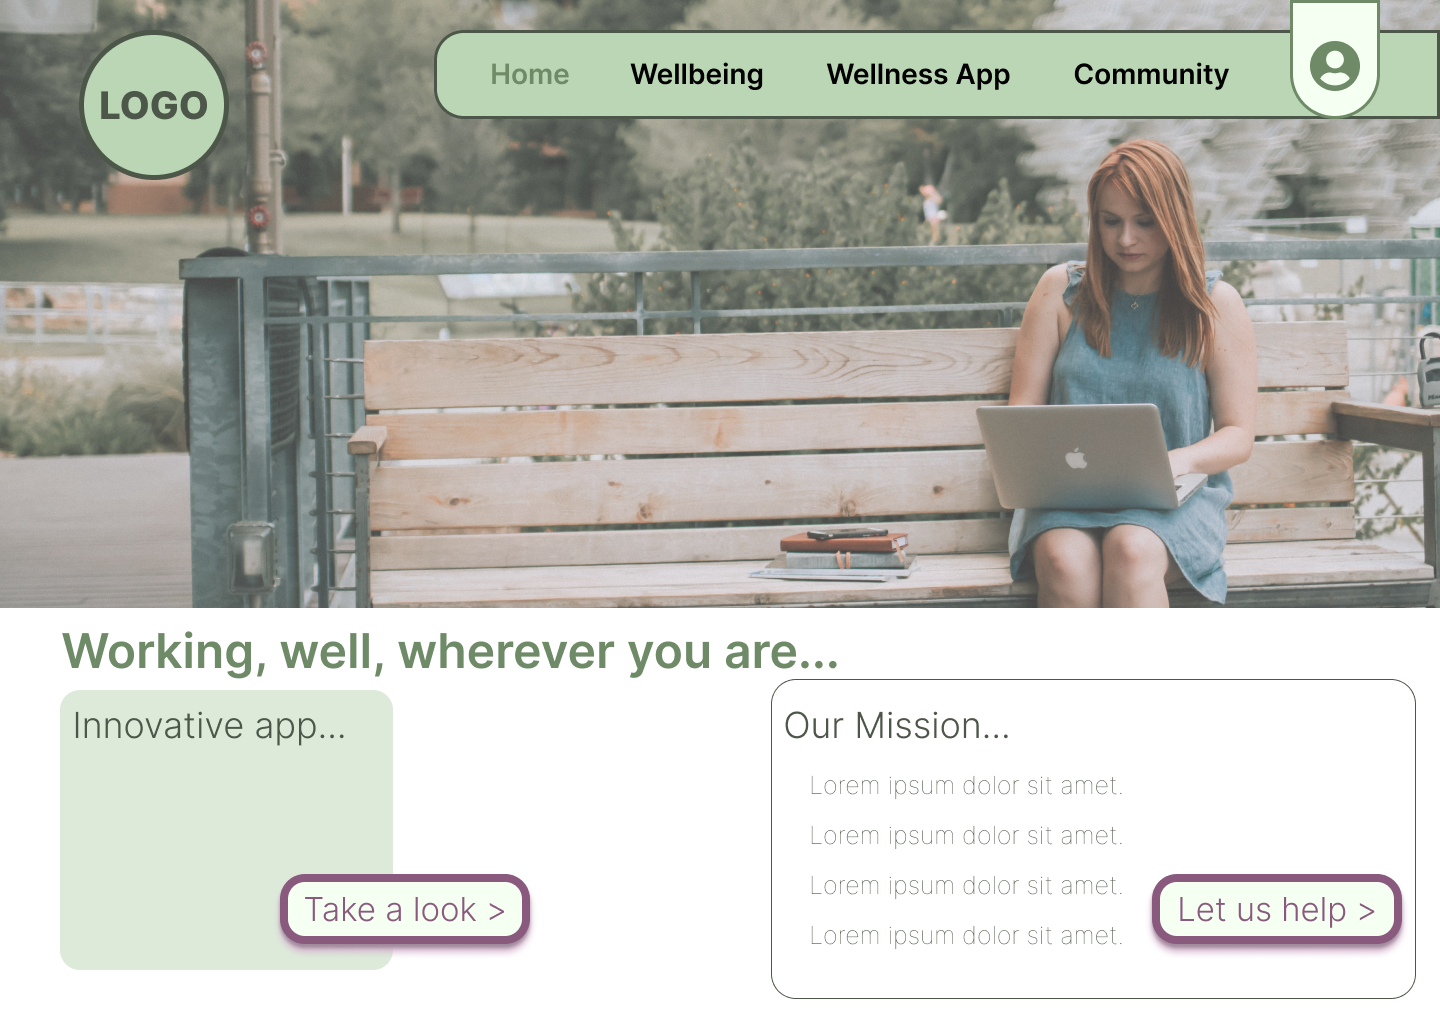 LOGO
Home Wellbeing Wellness App Community
Working, well, wherever you are...
Innovative app...
Take a look >
Our Mission...
Lorem ipsum dolor sit amet.
Lorem ipsum dolor sit amet.
Lorem ipsum dolor sit amet.
Lorem ipsum dolor sit amet.
Let us help >